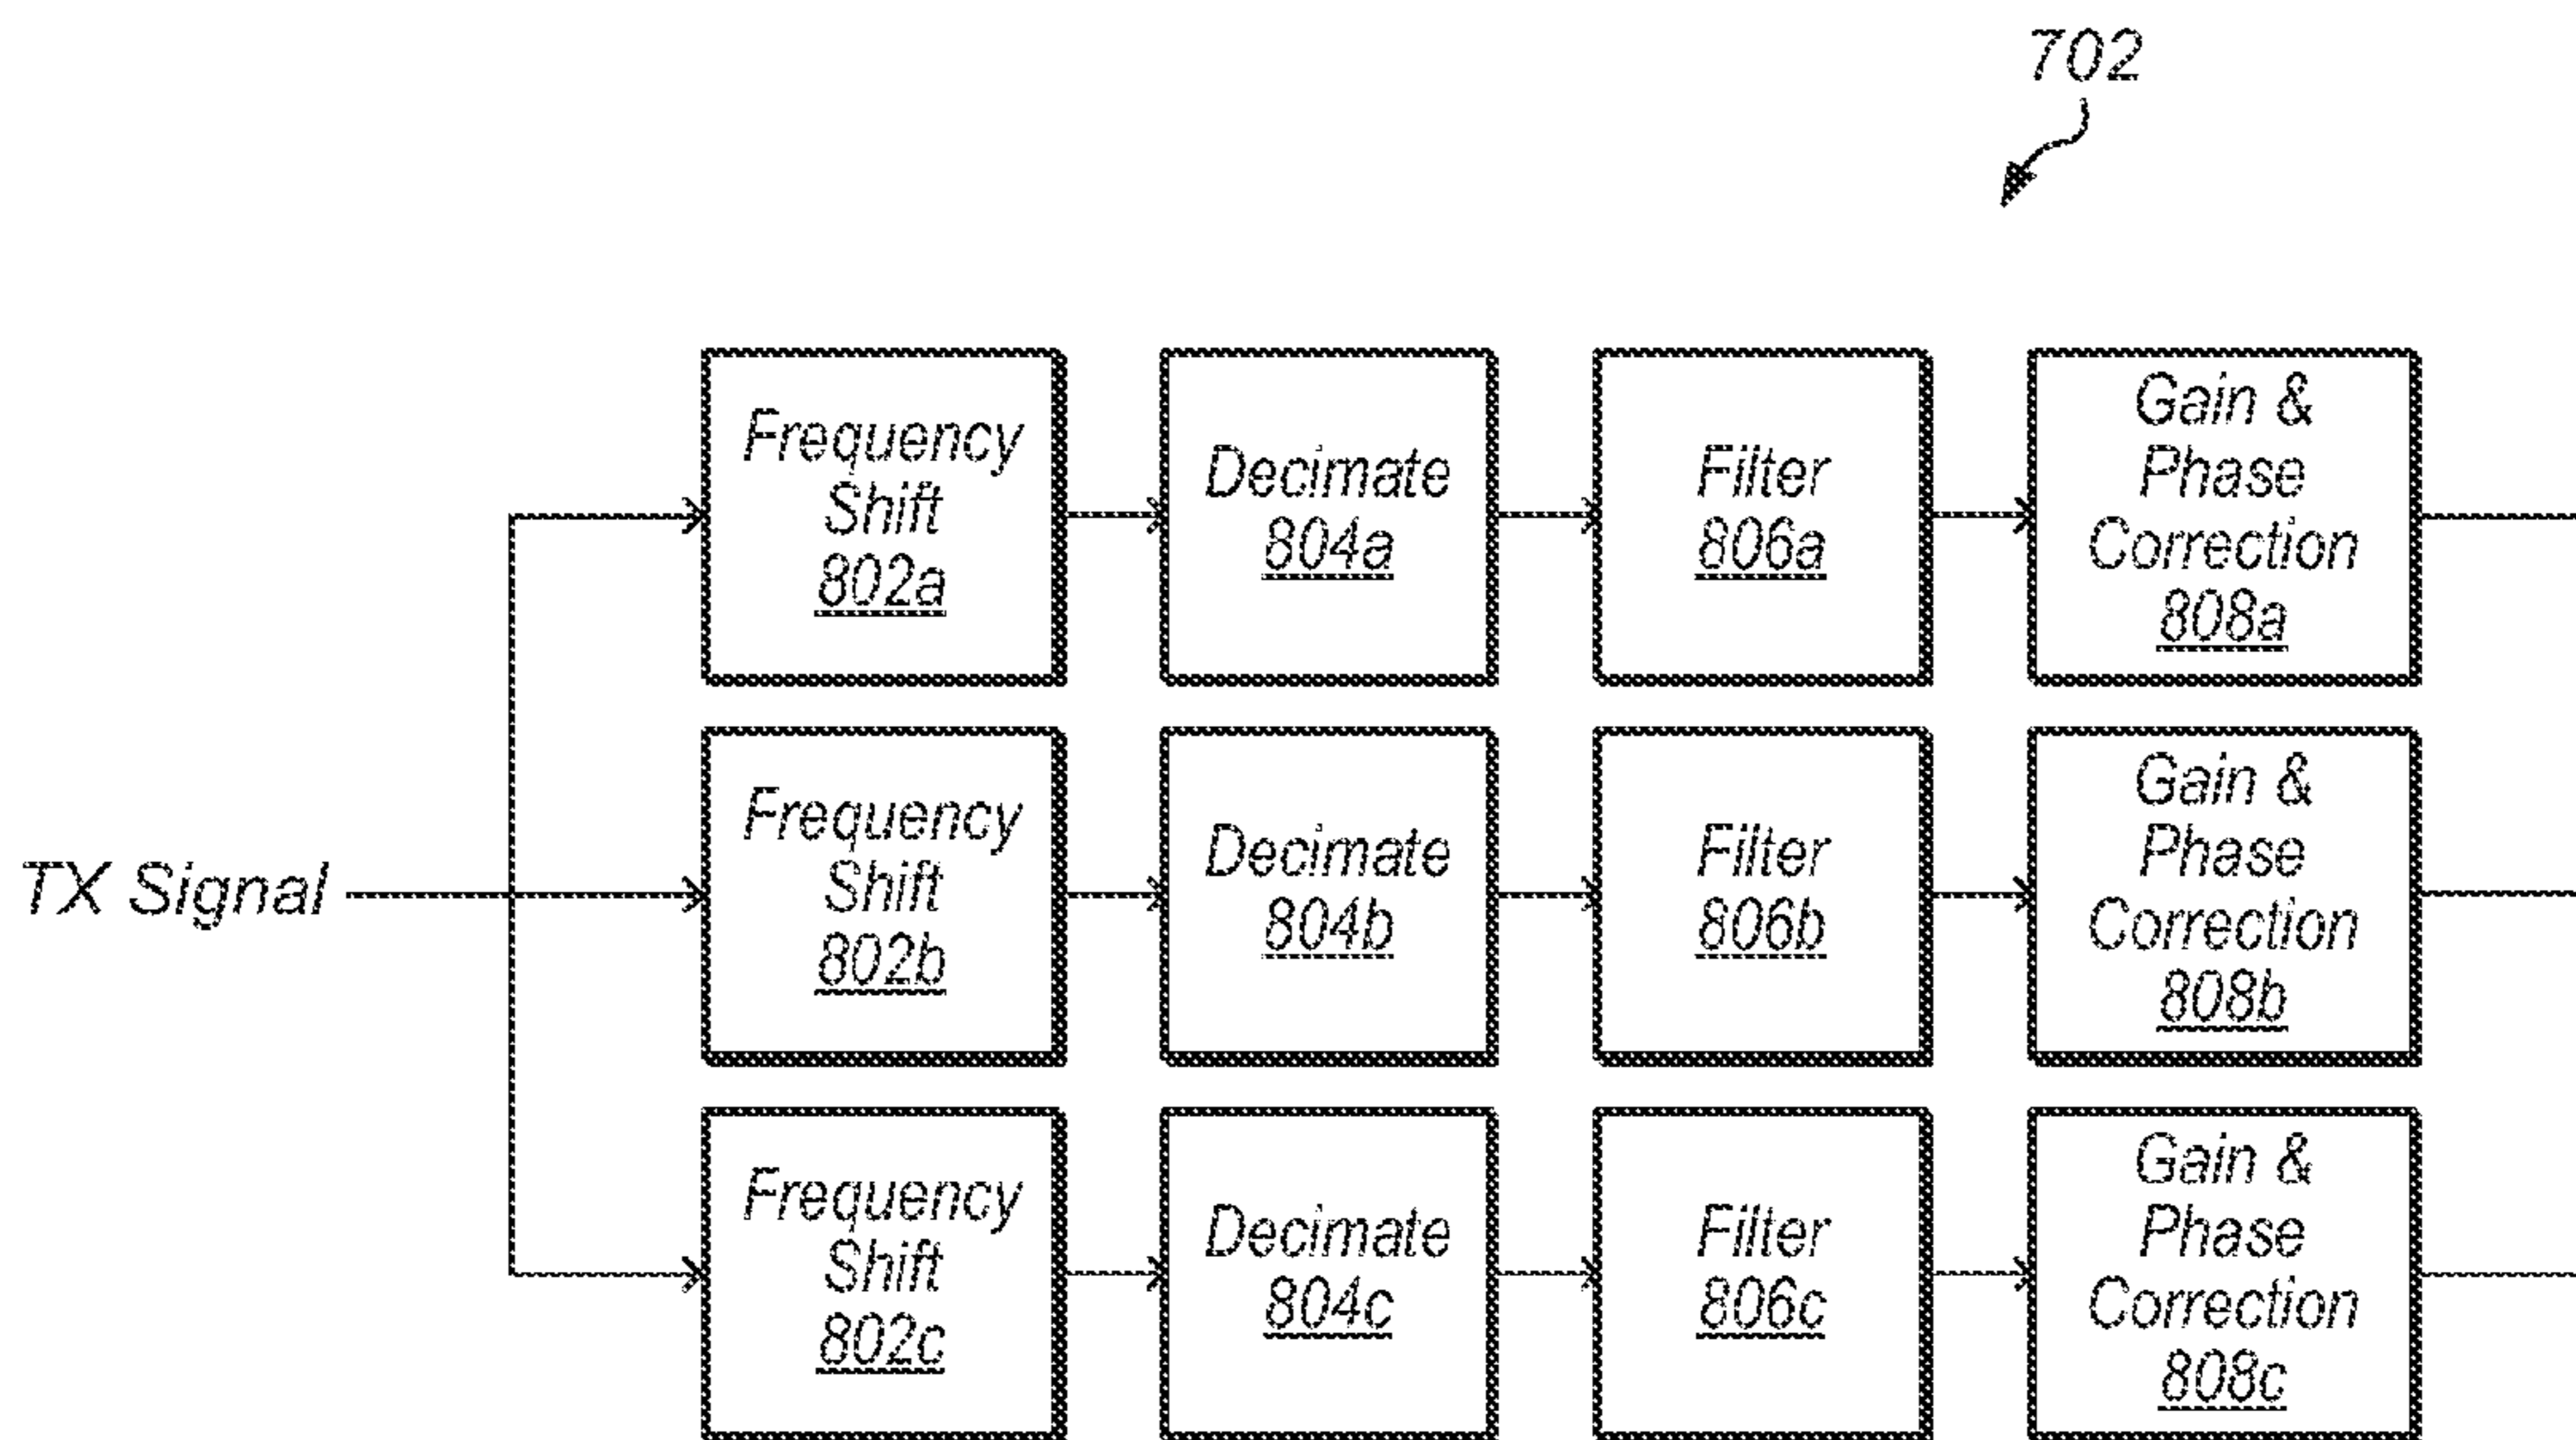 702
Frequency
Shift
802a
Decimate
804a
Filter
806a
Gain &
Phase
Correction
808a
TX Signal
Frequency
Shift
802b
Decimate
804b
Filter
806b
Gain &
Phase
Correction
808b
Frequency
Shift
802c
Decimate
804c
Filter
806c
Gain &
Phase
Correction
808c